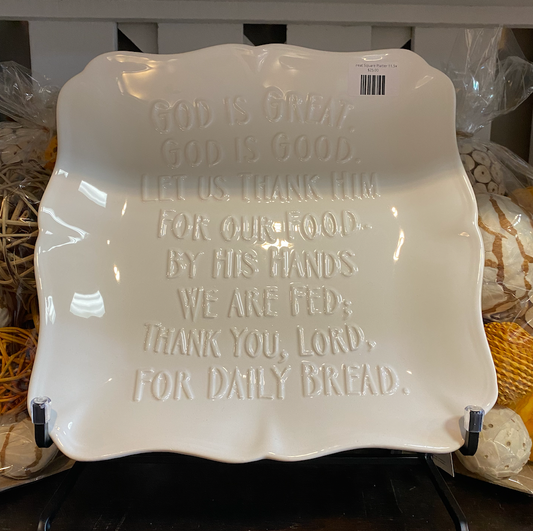 GOD IS GREAT.
GOD IS GOOD.
LET US THANK HIM
FOR OUR FOOD..
BY HIS HANDS
WE ARE FED;
THANK YOU, LORD,
FOR DAILY BREAD.